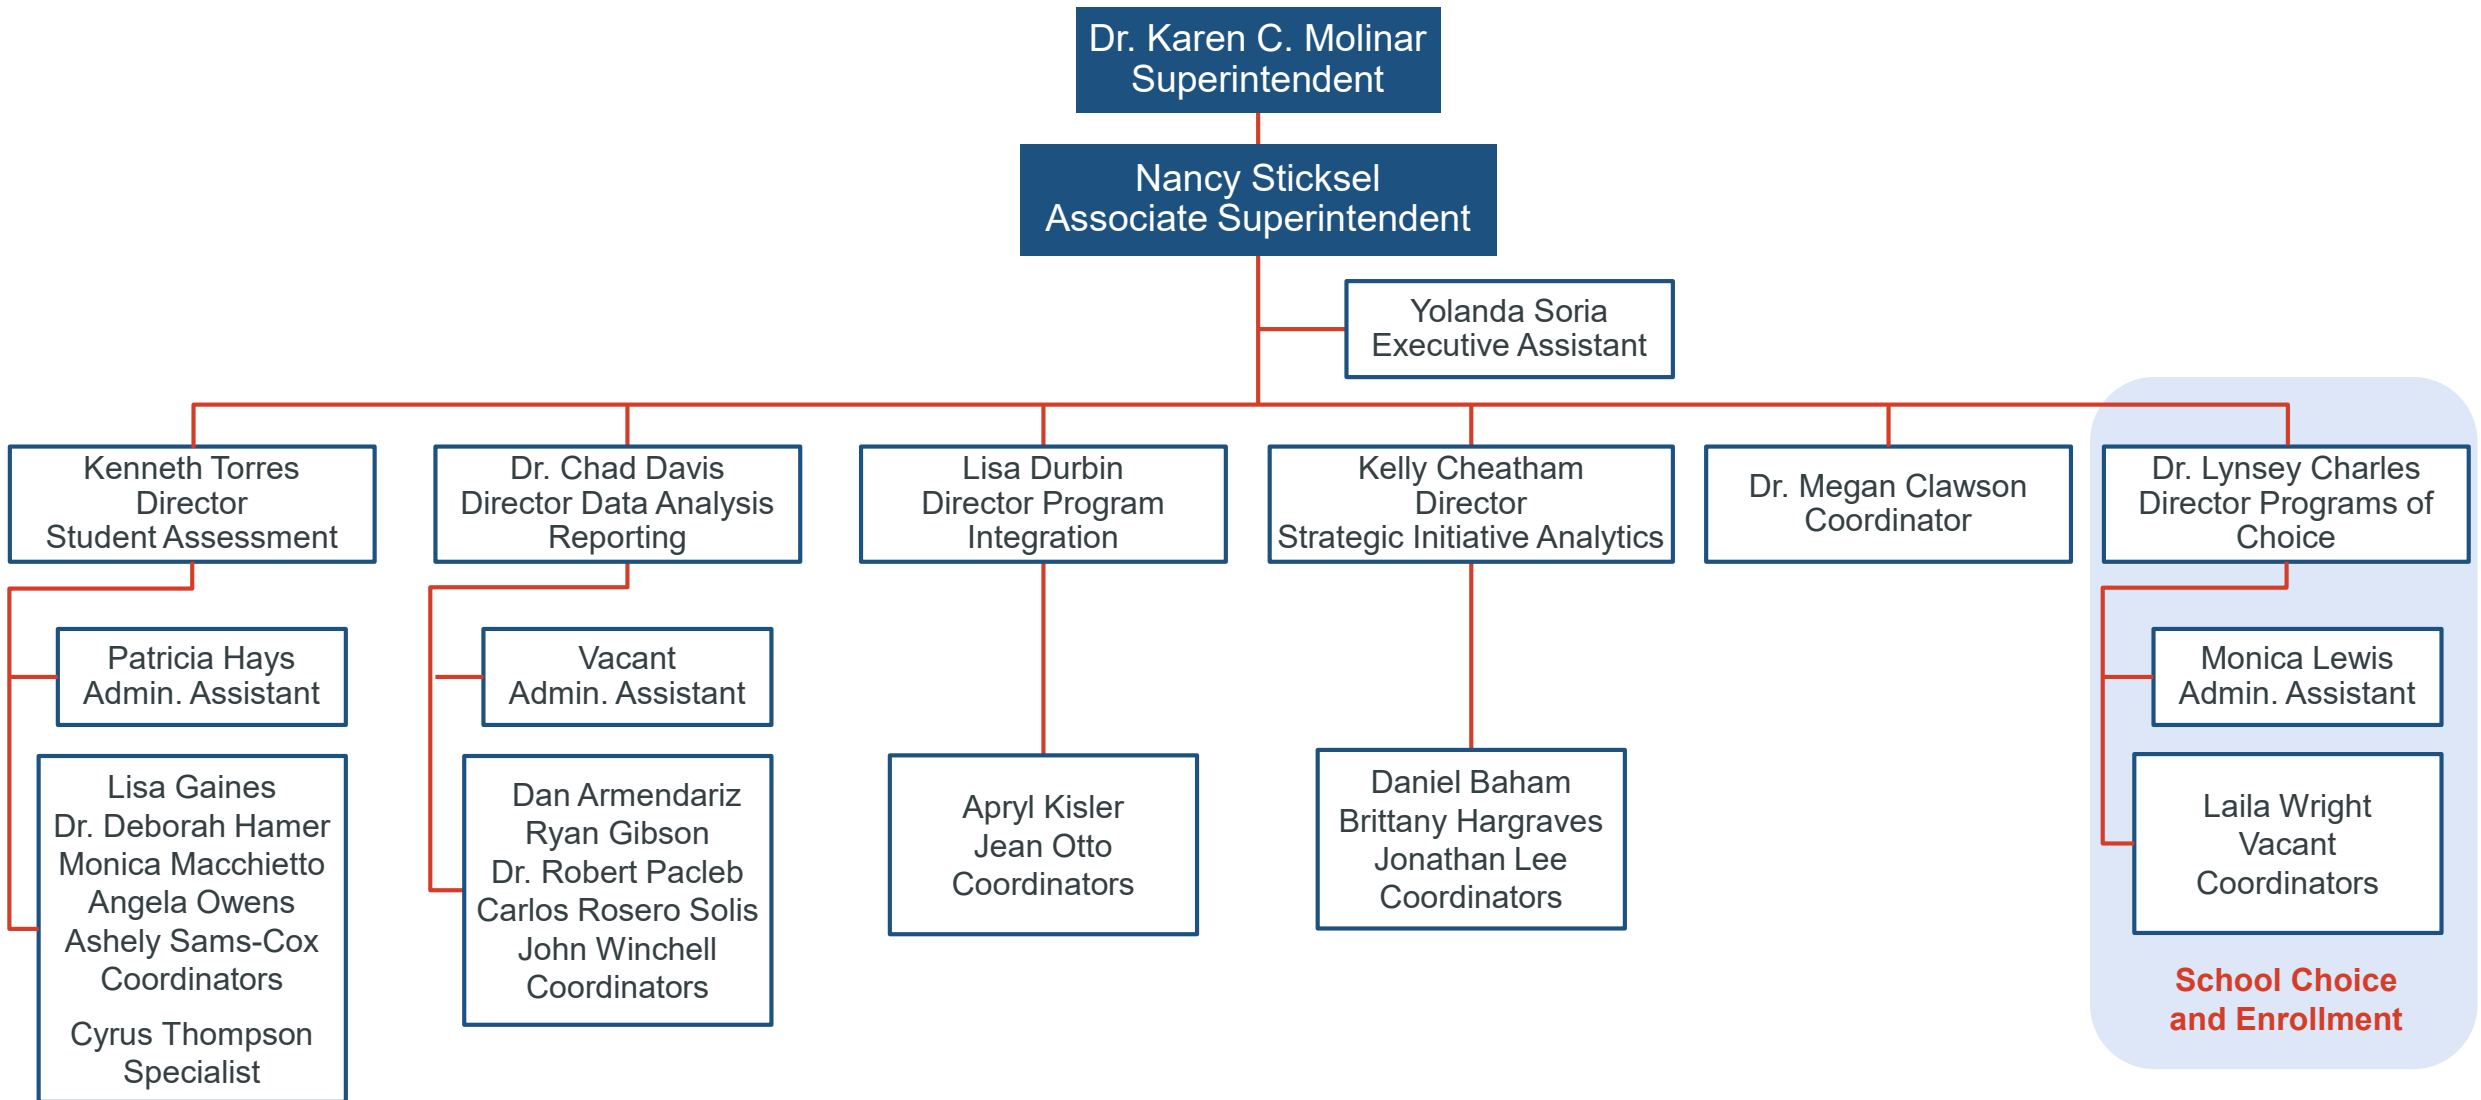 Dr. Karen C. Molinar
Superintendent
Nancy Sticksel
Associate Superintendent
Yolanda Soria
Executive Assistant
Kenneth Torres
Director
Student Assessment
Dr. Chad Davis
Director Data Analysis
Reporting
Lisa Durbin
Director Program
Integration
Kelly Cheatham
Director
Strategic Initiative Analytics
Dr. Megan Clawson
Coordinator
Dr. Lynsey Charles
Director Programs of
Choice
Patricia Hays
Admin. Assistant
Vacant
Admin. Assistant
Monica Lewis
Admin. Assistant
Lisa Gaines
Dr. Deborah Hamer
Monica Macchietto
Angela Owens
Ashely Sams-Cox
Coordinators
Cyrus Thompson
Specialist
Dan Armendariz
Ryan Gibson
Dr. Robert Pacleb
Carlos Rosero Solis
John Winchell
Coordinators
Apryl Kisler
Jean Otto
Coordinators
Daniel Baham
Brittany Hargraves
Jonathan Lee
Coordinators
Laila Wright
Vacant
Coordinators
School Choice
and Enrollment